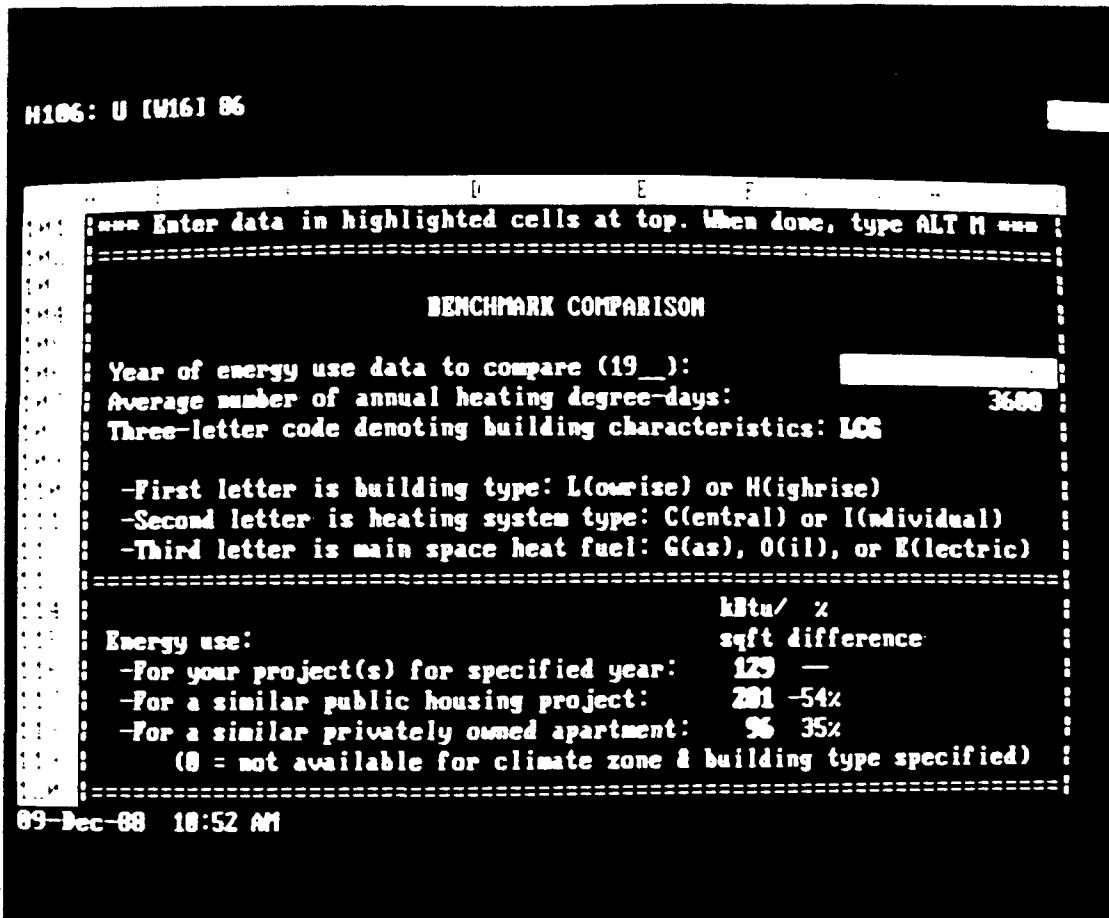 H106: U [W16] 86
D E F
*** Enter data in highlighted cells at top. When done, type ALT M ***
BENCHMARK COMPARISON
Year of energy use data to compare (19__):
Average number of annual heating degree-days: 3600
Three-letter code denoting building characteristics: LCG
-First letter is building type: L(owrise) or H(ighrise)
-Second letter is heating system type: C(entral) or I(ndividual)
-Third letter is main space heat fuel: G(as), O(il), or E(lectric)
kBtu/ %
Energy use: sqft difference
-For your project(s) for specified year: 129 —
-For a similar public housing project: 281 -54%
-For a similar privately owned apartment: 96 35%
(0 = not available for climate zone & building type specified)
09-Dec-88 10:52 AM